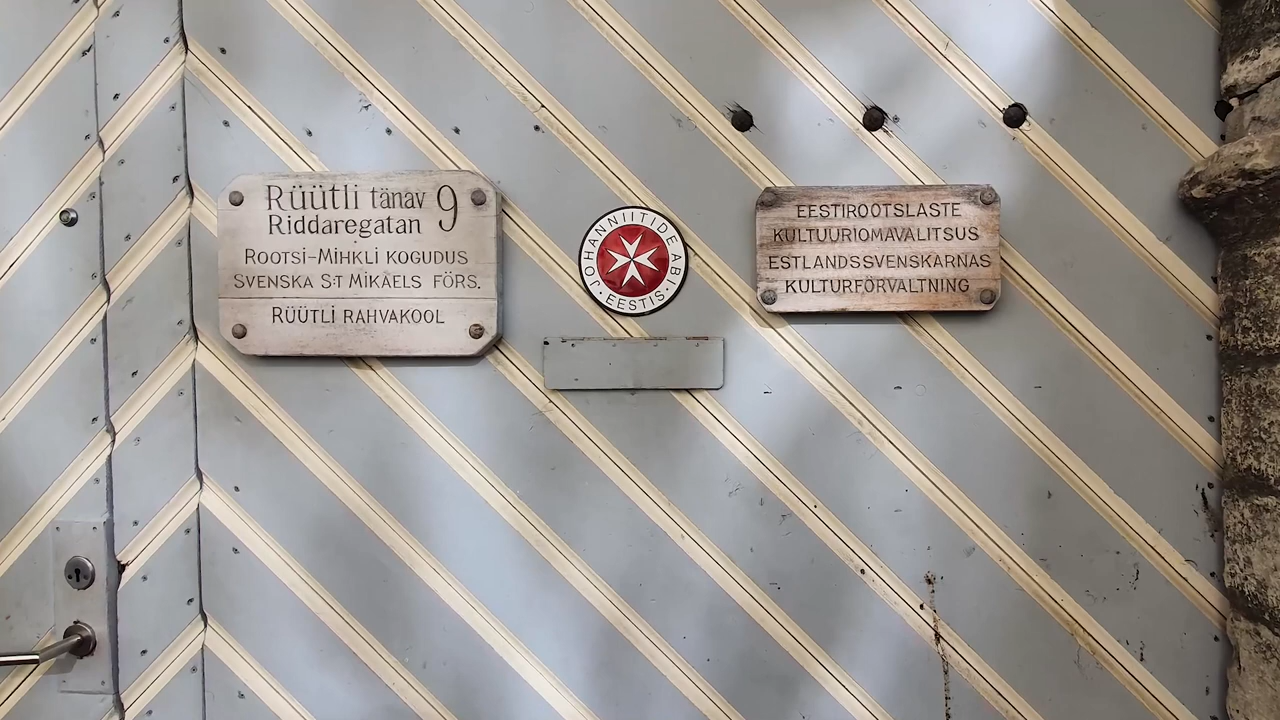 Rüütli tänav 9
Riddaregatan
ROOTSI-MIHKLI KOGUDUS
SVENSKA S:T MIKAELS FÖRS.
RÜÜTLI RAHVAKOOL
JOHANNIITIDE ABI
· EESTIS ·
EESTIROOTSLASTE
KULTUURIOMAVALITSUS
ESTLANDSSVENSKARNAS
KULTURFÖRVALTNING